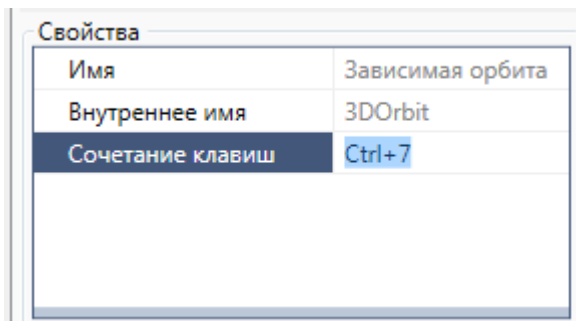 Свойства
Имя Зависимая орбита
Внутреннее имя 3DOrbit
Сочетание клавиш Ctrl+7